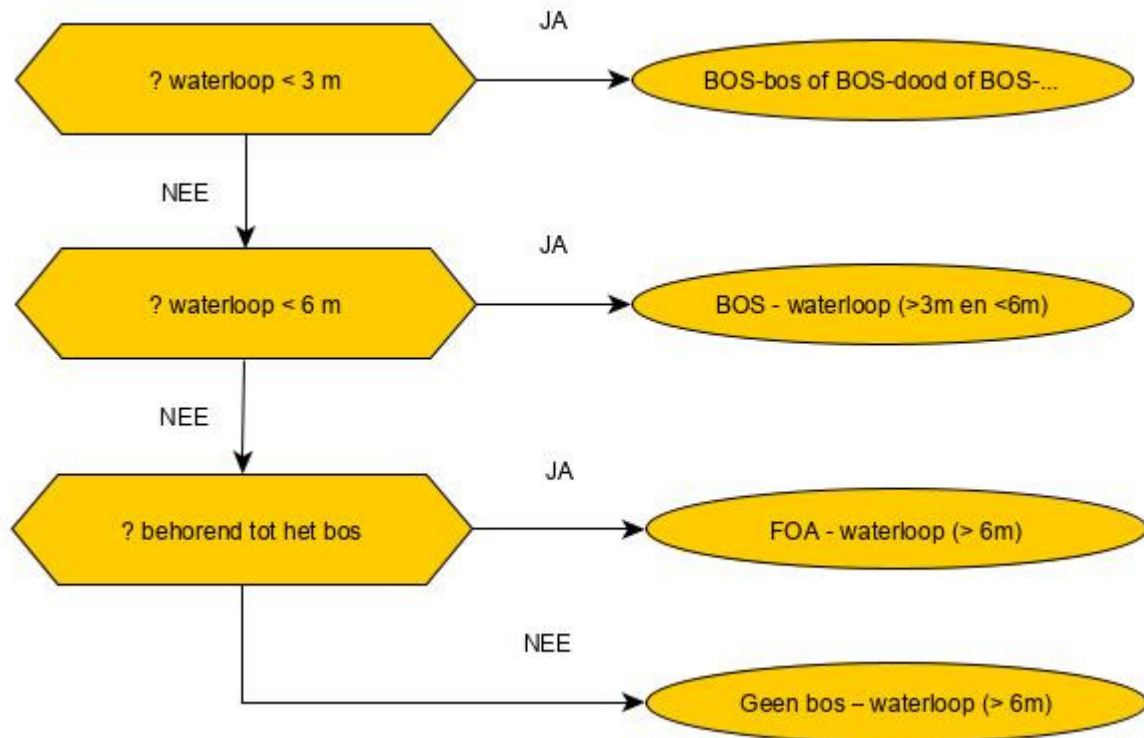 JA
? waterloop < 3 m
BOS-bos of BOS-dood of BOS-...
NEE
JA
? waterloop < 6 m
BOS - waterloop (>3m en <6m)
NEE
JA
? behorend tot het bos
FOA - waterloop (> 6m)
NEE
Geen bos – waterloop (> 6m)